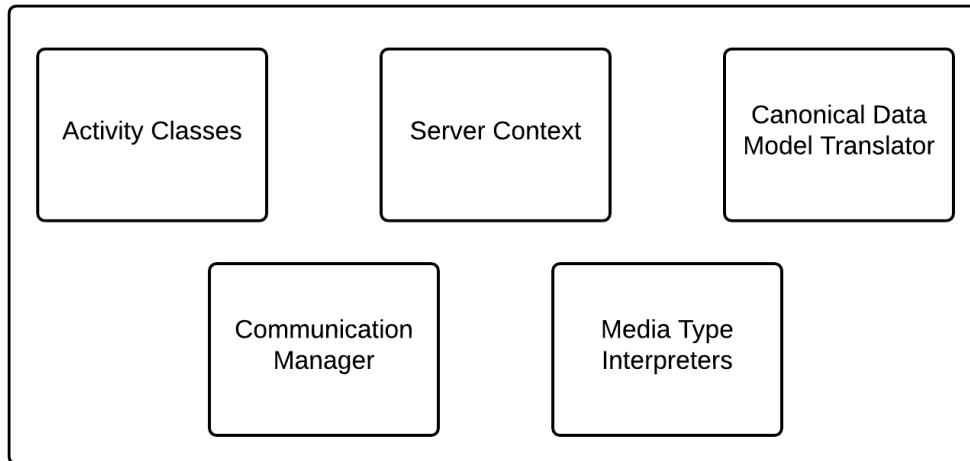 Activity Classes
Server Context
Canonical Data
Model Translator
Communication
Manager
Media Type
Interpreters